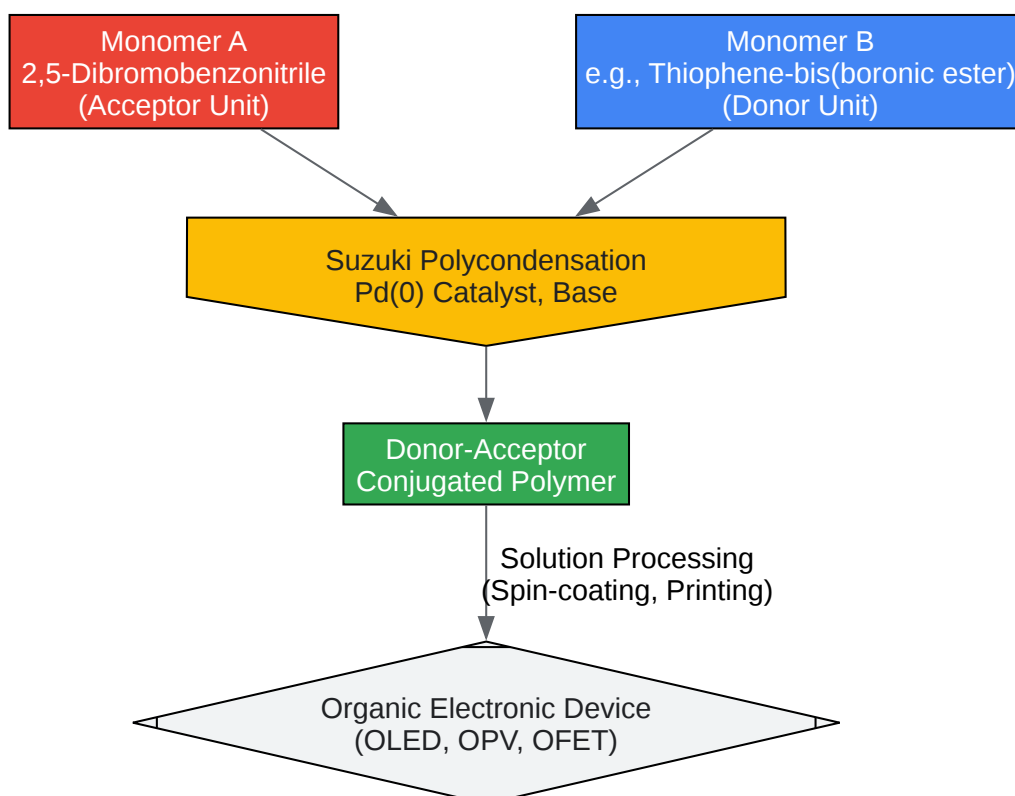 Monomer A
2,5-Dibromobenzonitrile
(Acceptor Unit)
Monomer B
e.g., Thiophene-bis(boronic ester)
(Donor Unit)
Suzuki Polycondensation
Pd(0) Catalyst, Base
Donor-Acceptor
Conjugated Polymer
Solution Processing
(Spin-coating, Printing)
Organic Electronic Device
(OLED, OPV, OFET)